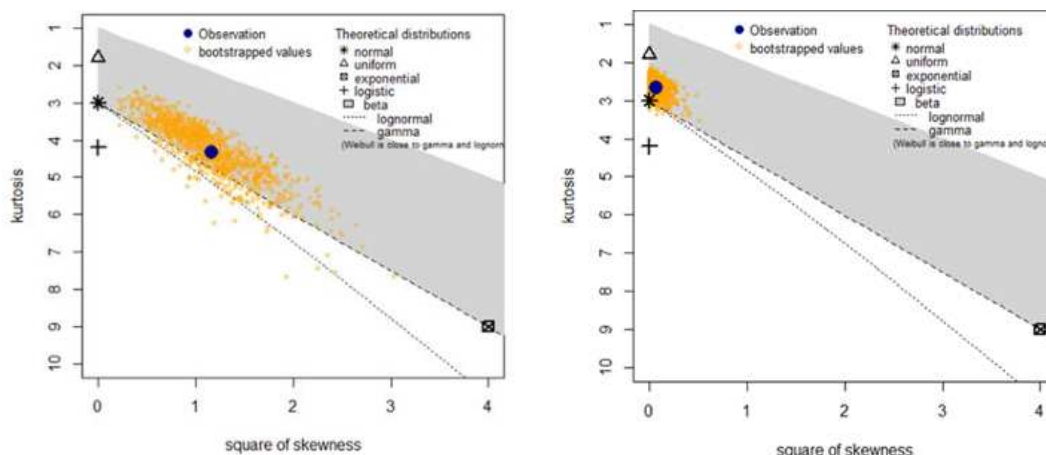 Observation
bootstrapped values
Theoretical distributions
normal
uniform
exponential
logistic
beta
lognormal
gamma
(Weibull is close to gamma and lognorm
kurtosis
1
2
3
4
5
6
7
8
9
10
0
1
2
3
4
square of skewness
Observation
bootstrapped values
Theoretical distributions
normal
uniform
exponential
logistic
beta
lognormal
gamma
(Weibull is close to gamma and logno
kurtosis
1
2
3
4
5
6
7
8
9
10
0
1
2
3
4
square of skewness